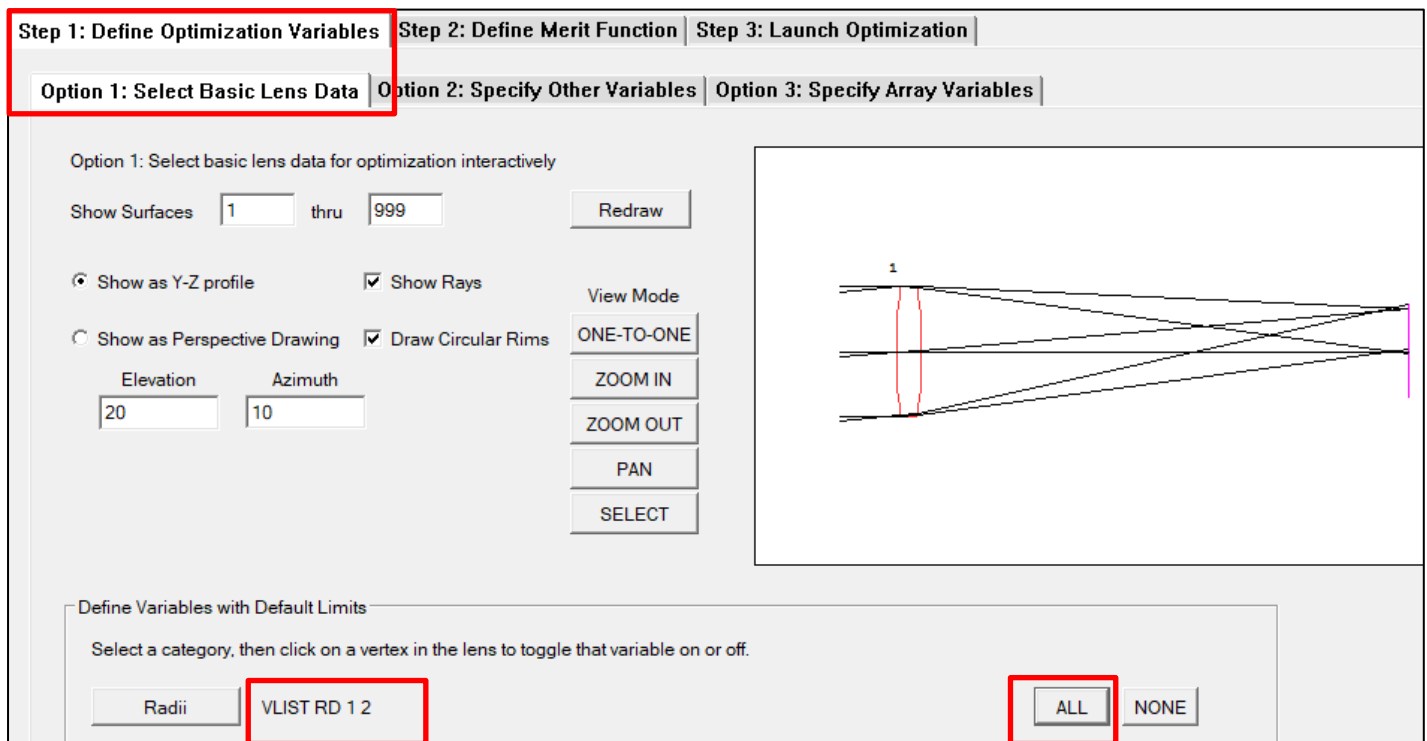 Step 1: Define Optimization Variables Step 2: Define Merit Function Step 3: Launch Optimization
Option 1: Select Basic Lens Data Option 2: Specify Other Variables Option 3: Specify Array Variables
Option 1: Select basic lens data for optimization interactively
Show Surfaces 1 thru 999 Redraw
1
Show as Y-Z profile Show Rays View Mode
Show as Perspective Drawing Draw Circular Rims ONE-TO-ONE
Elevation Azimuth ZOOM IN
20 10 ZOOM OUT
PAN
SELECT
Define Variables with Default Limits
Select a category, then click on a vertex in the lens to toggle that variable on or off.
Radii VLIST RD 1 2 ALL NONE